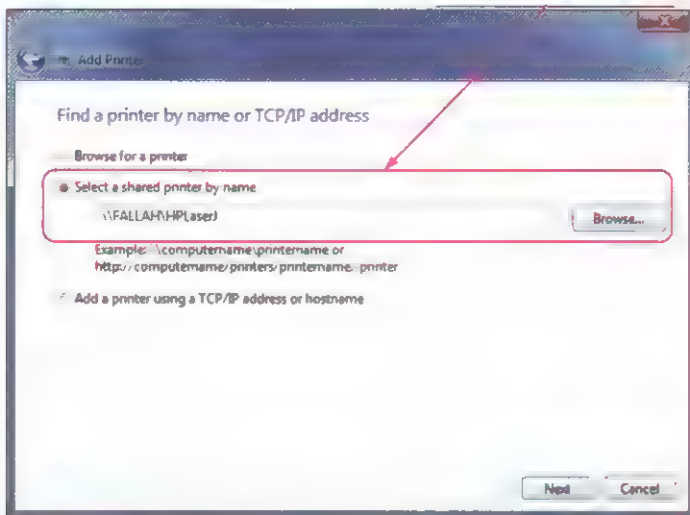 Add Printer
Find a printer by name or TCP/IP address
Browse for a printer
Select a shared printer by name
\\FALLAH\HPLaserJ
Browse...
Example: \\computername\printername or
http://computername/printers/printername/.printer
Add a printer using a TCP/IP address or hostname
Next
Cancel